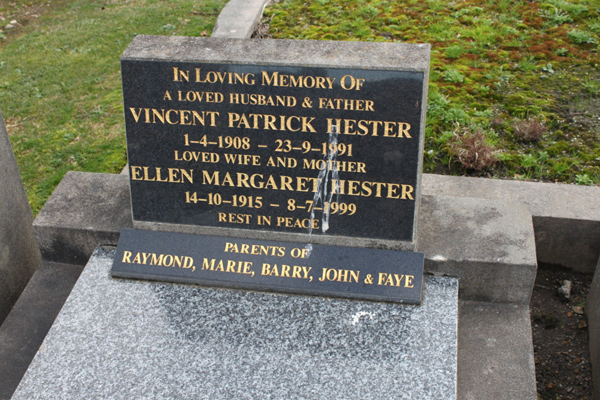 IN LOVING MEMORY OF
A LOVED HUSBAND & FATHER
VINCENT PATRICK HESTER
1-4-1908 - 23-9-1991
LOVED WIFE AND MOTHER
ELLEN MARGARET HESTER
14-10-1915 - 8-7-1999
REST IN PEACE
PARENTS OF
RAYMOND, MARIE, BARRY, JOHN & FAYE